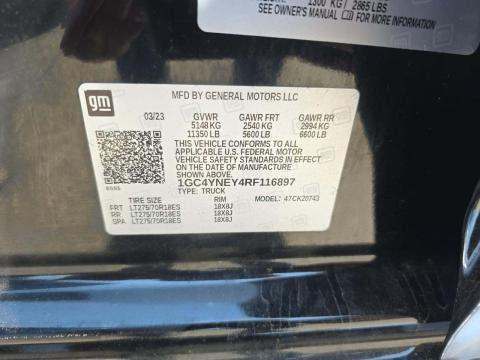 1300 KG / 2865 LBS
SEE OWNER'S MANUAL FOR MORE INFORMATION
gm
MFD BY GENERAL MOTORS LLC
03/23 GVWR GAWR FRT GAWR RR
5148 KG 2540 KG 2994 KG
11350 LB 5600 LB 6600 LB
THIS VEHICLE CONFORMS TO ALL
APPLICABLE U.S. FEDERAL MOTOR
VEHICLE SAFETY STANDARDS IN EFFECT
ON THE DATE OF MANUFACTURE
SHOWN ABOVE.
1GC4YNEY4RF116897
TYPE: TRUCK
TIRE SIZE RIM MODEL: 47CK20743
FRT LT275/70R18ES 18X8J
RR LT275/70R18ES 18X8J
SPA LT275/70R18ES 18X8J